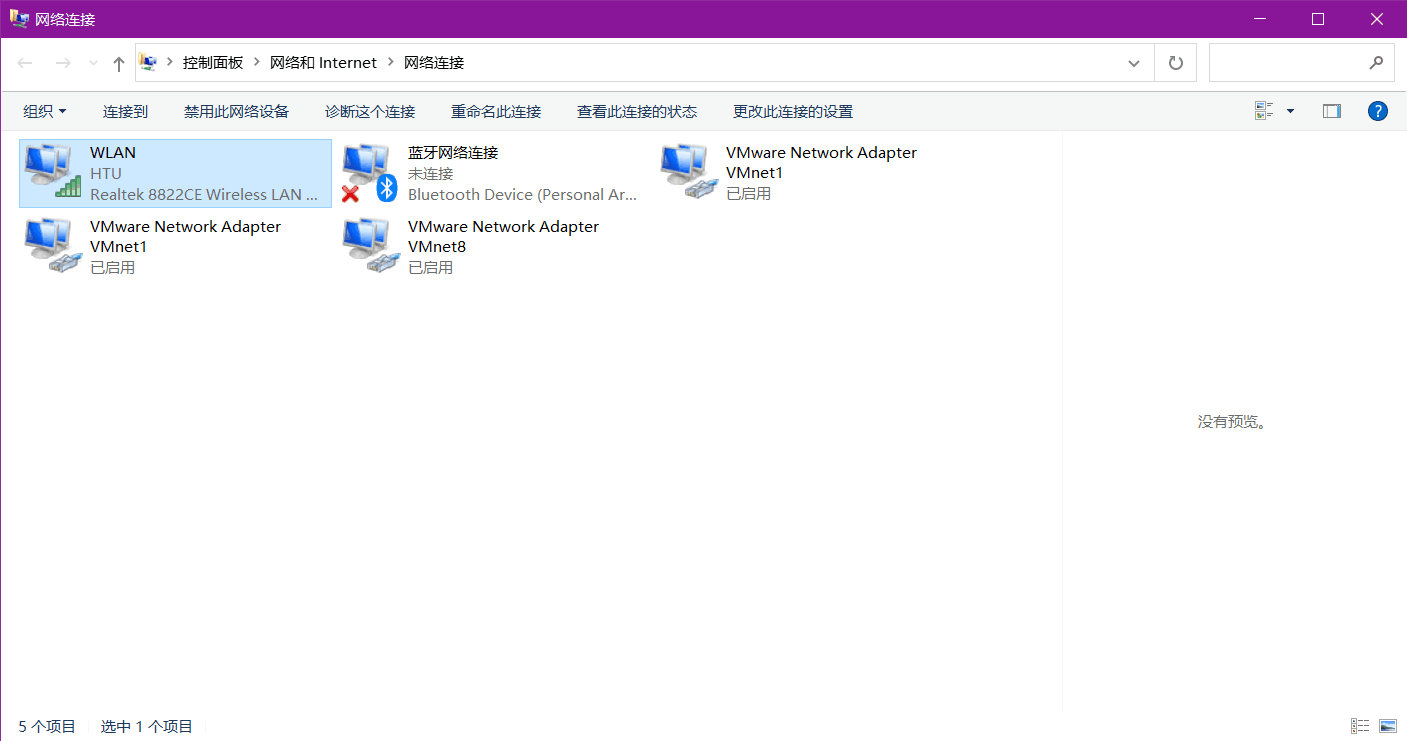 网络连接
控制面板 网络和 Internet 网络连接
组织 连接到 禁用此网络设备 诊断这个连接 重命名此连接 查看此连接的状态 更改此连接的设置
WLAN
HTU
Realtek 8822CE Wireless LAN ...
蓝牙网络连接
未连接
Bluetooth Device (Personal Ar...
VMware Network Adapter
VMnet1
已启用
VMware Network Adapter
VMnet1
已启用
VMware Network Adapter
VMnet8
已启用
没有预览。
5 个项目 选中 1 个项目